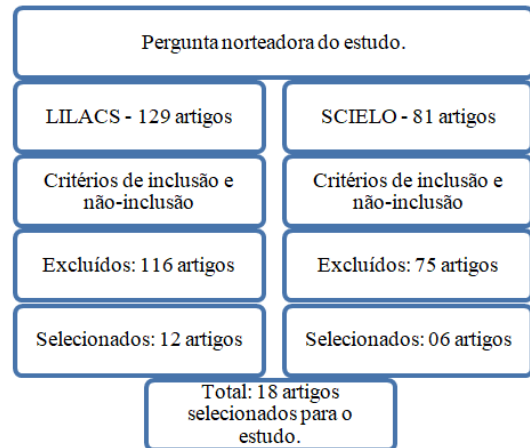 Pergunta norteadora do estudo.
LILACS - 129 artigos
SCIELO - 81 artigos
Critérios de inclusão e
não-inclusão
Critérios de inclusão e
não-inclusão
Excluídos: 116 artigos
Excluídos: 75 artigos
Selecionados: 12 artigos
Selecionados: 06 artigos
Total: 18 artigos
selecionados para o
estudo.